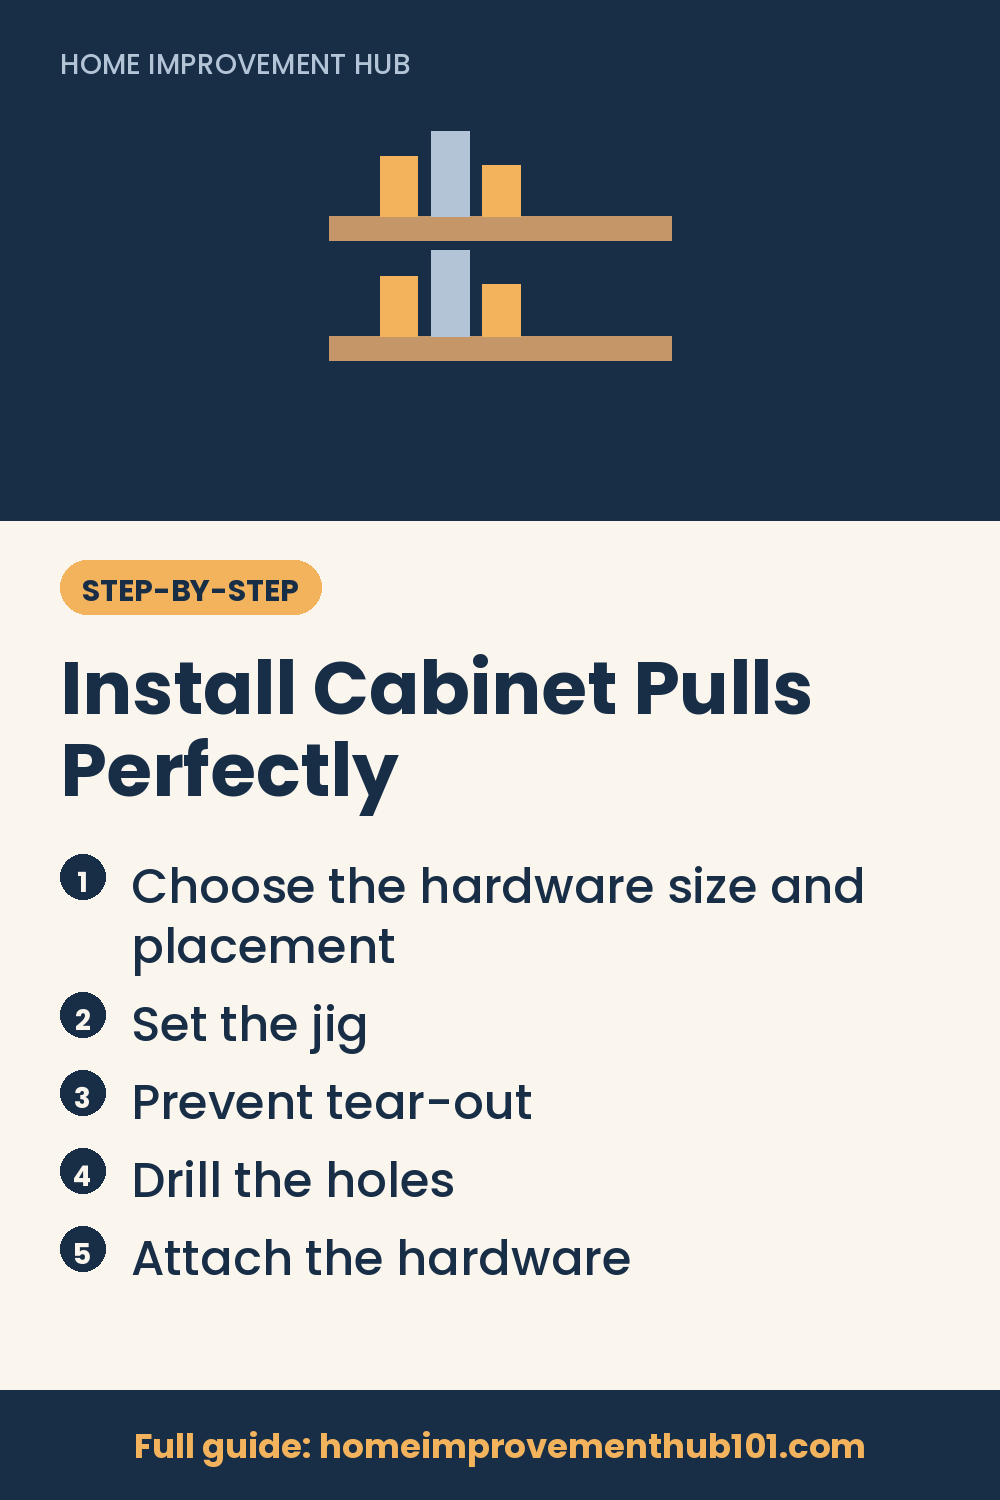 HOME IMPROVEMENT HUB
STEP-BY-STEP
Install Cabinet Pulls
Perfectly
1 Choose the hardware size and
placement
2 Set the jig
3 Prevent tear-out
4 Drill the holes
5 Attach the hardware
Full guide: homeimprovementhub101.com